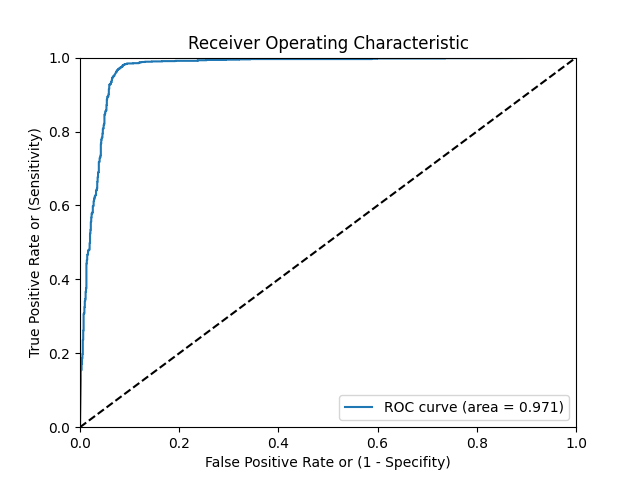 Receiver Operating Characteristic
True Positive Rate or (Sensitivity)
1.0
0.8
0.6
0.4
0.2
0.0
ROC curve (area = 0.971)
0.0 0.2 0.4 0.6 0.8 1.0
False Positive Rate or (1 - Specifity)